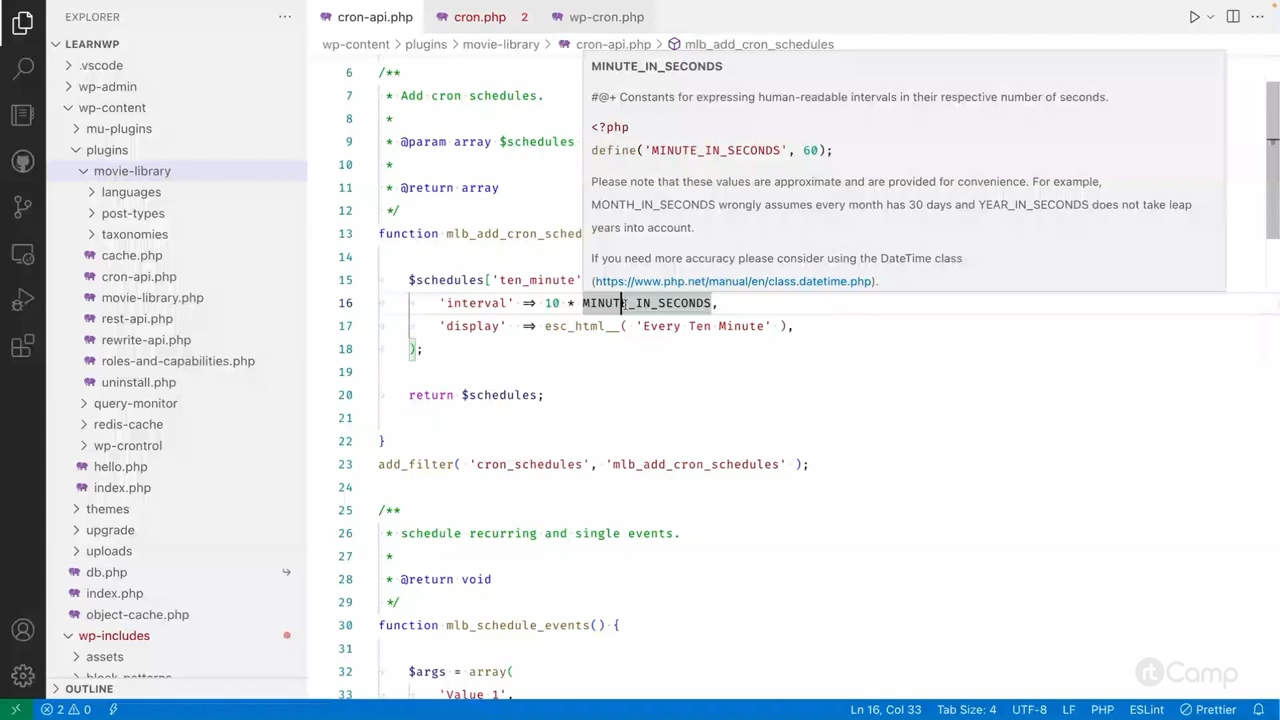 EXPLORER
cron-api.php
cron.php 2
wp-cron.php
LEARNWP
wp-content > plugins > movie-library > cron-api.php > mlb_add_cron_schedules
.vscode
wp-admin
wp-content
mu-plugins
plugins
movie-library
languages
post-types
taxonomies
cache.php
cron-api.php
movie-library.php
rest-api.php
rewrite-api.php
roles-and-capabilities.php
uninstall.php
query-monitor
redis-cache
wp-crontrol
hello.php
index.php
themes
upgrade
uploads
db.php
index.php
object-cache.php
wp-includes
assets
block-patterns
OUTLINE
6 /**
7 * Add cron schedules.
8 *
9 * @param array $schedules
10 *
11 * @return array
12 */
13 function mlb_add_cron_sched
14
15 $schedules['ten_minute'
16 'interval' => 10 * MINUTE_IN_SECONDS,
17 'display' => esc_html__( 'Every Ten Minute' ),
18 );
19
20 return $schedules;
21
22 }
23 add_filter( 'cron_schedules', 'mlb_add_cron_schedules' );
24
25 /**
26 * schedule recurring and single events.
27 *
28 * @return void
29 */
30 function mlb_schedule_events() {
31
32 $args = array(
33 'Value 1',
MINUTE_IN_SECONDS
#@+ Constants for expressing human-readable intervals in their respective number of seconds.
<?php
define('MINUTE_IN_SECONDS', 60);
Please note that these values are approximate and are provided for convenience. For example,
MONTH_IN_SECONDS wrongly assumes every month has 30 days and YEAR_IN_SECONDS does not take leap
years into account.
If you need more accuracy please consider using the DateTime class
(https://www.php.net/manual/en/class.datetime.php).
rtCamp
2 0
Ln 16, Col 33 Tab Size: 4 UTF-8 LF PHP ESLint Prettier